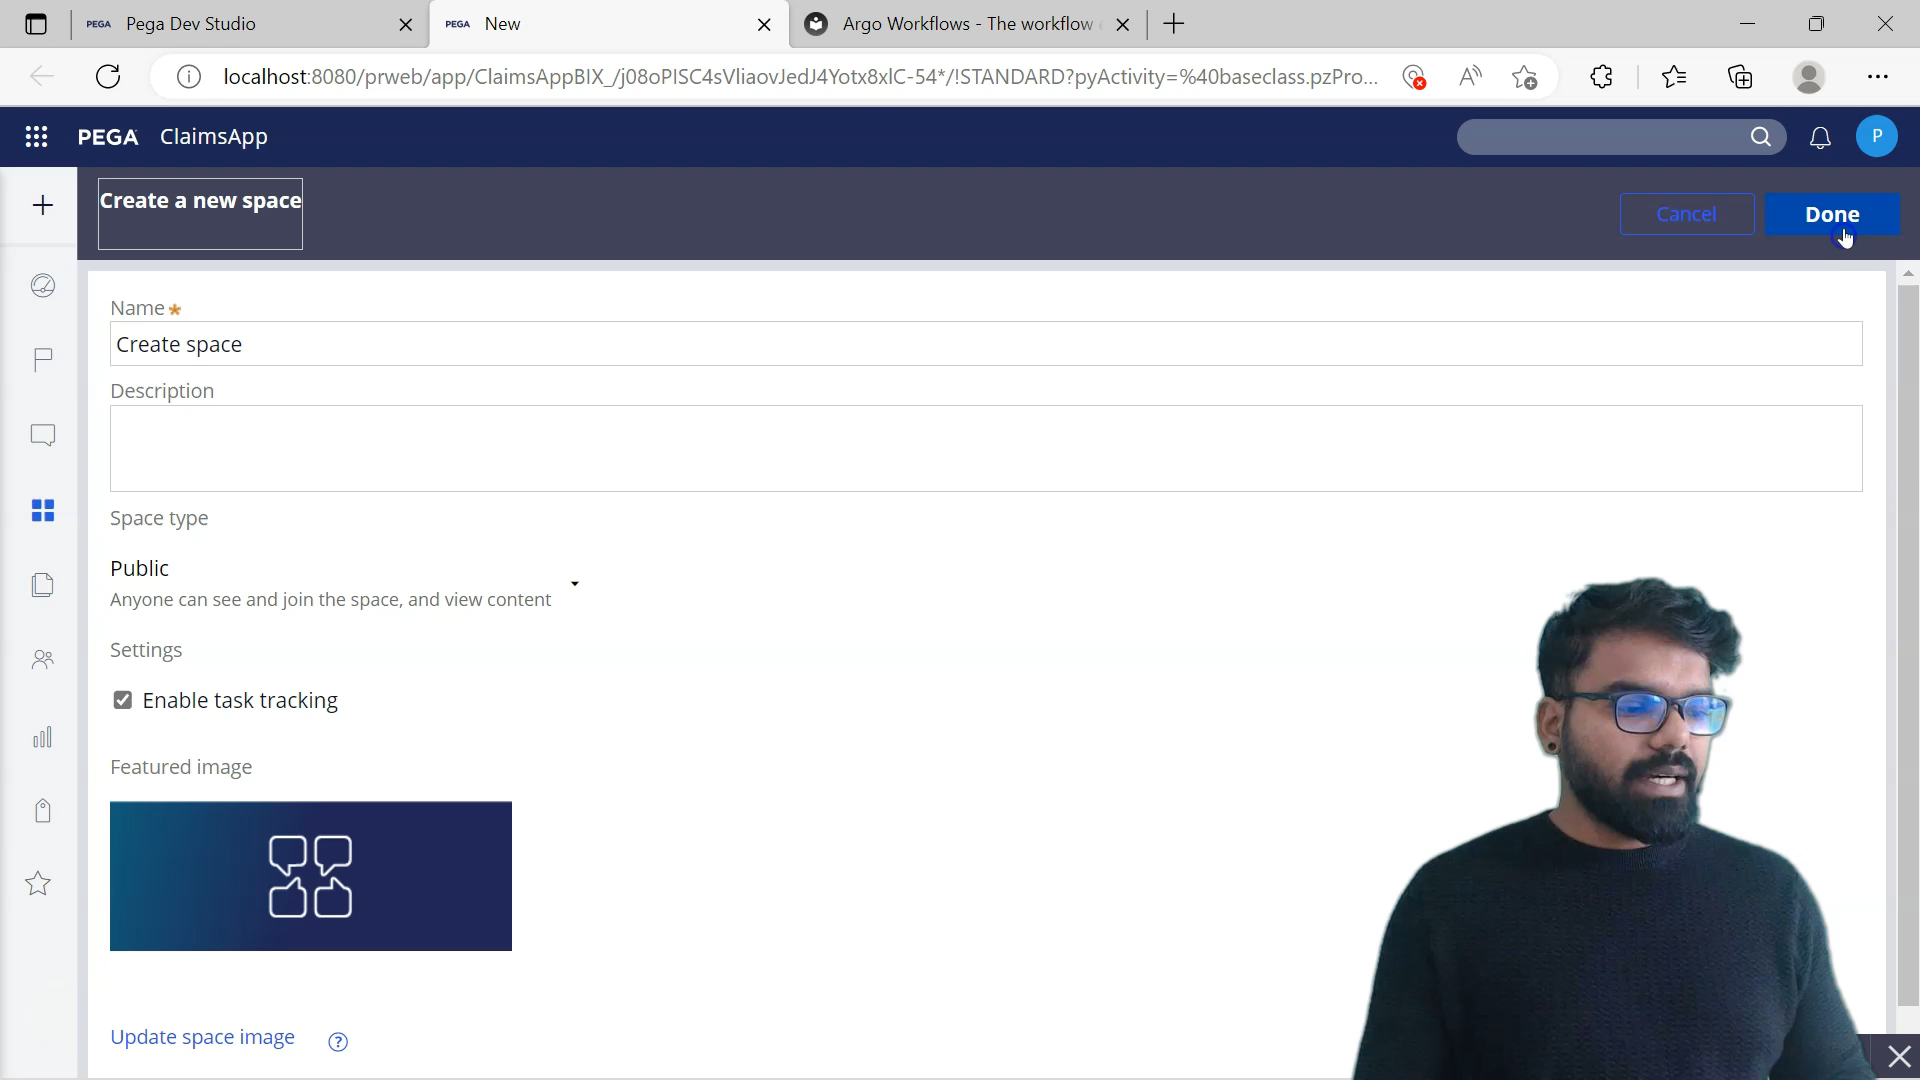 PEGA Pega Dev Studio
PEGA New
Argo Workflows - The workflow
localhost:8080/prweb/app/ClaimsAppBIX_/j08oPISC4sVliaovJedJ4Yotx8xlC-54*/!STANDARD?pyActivity=%40baseclass.pzPro...
PEGA ClaimsApp
P
Create a new space
Cancel
Done
Name *
Create space
Description
Space type
Public
Anyone can see and join the space, and view content
Settings
Enable task tracking
Featured image
Update space image ?